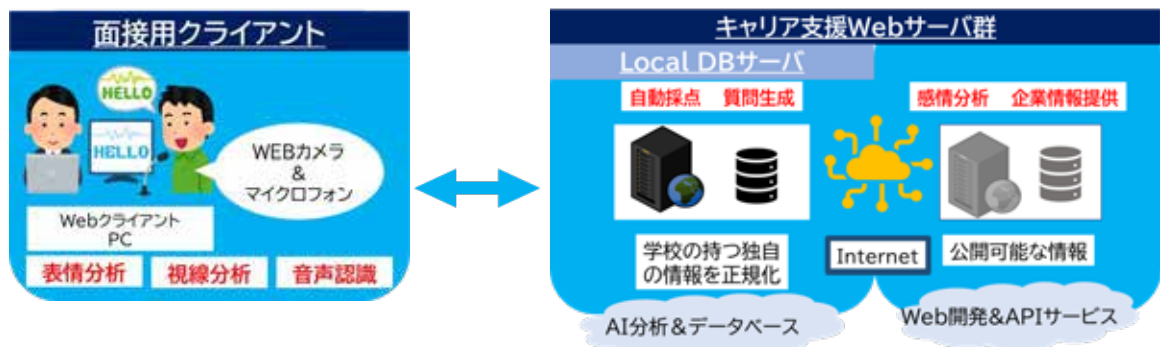 面接用クライアント
HELLO
HELLO
WEBカメラ
&
マイクロフォン
Webクライアント
PC
表情分析 視線分析 音声認識
キャリア支援Webサーバ群
Local DBサーバ
自動採点 質問生成
感情分析 企業情報提供
学校の持つ独自
の情報を正規化
Internet
公開可能な情報
AI分析&データベース
Web開発&APIサービス